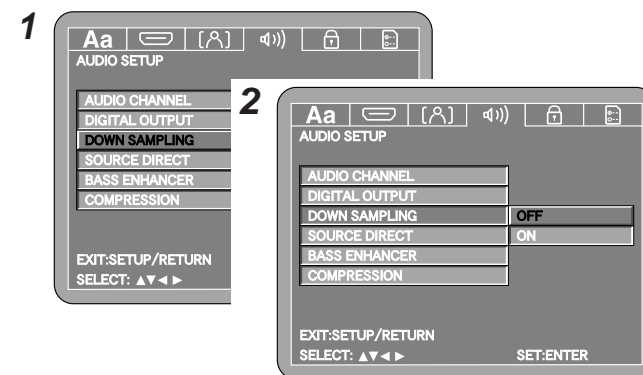 1
Aa
AUDIO SETUP
AUDIO CHANNEL
DIGITAL OUTPUT
DOWN SAMPLING
SOURCE DIRECT
BASS ENHANCER
COMPRESSION
EXIT:SETUP/RETURN
SELECT: ▲▼◄►
2
Aa
AUDIO SETUP
AUDIO CHANNEL
DIGITAL OUTPUT
DOWN SAMPLING OFF
SOURCE DIRECT ON
BASS ENHANCER
COMPRESSION
EXIT:SETUP/RETURN
SELECT: ▲▼◄► SET:ENTER